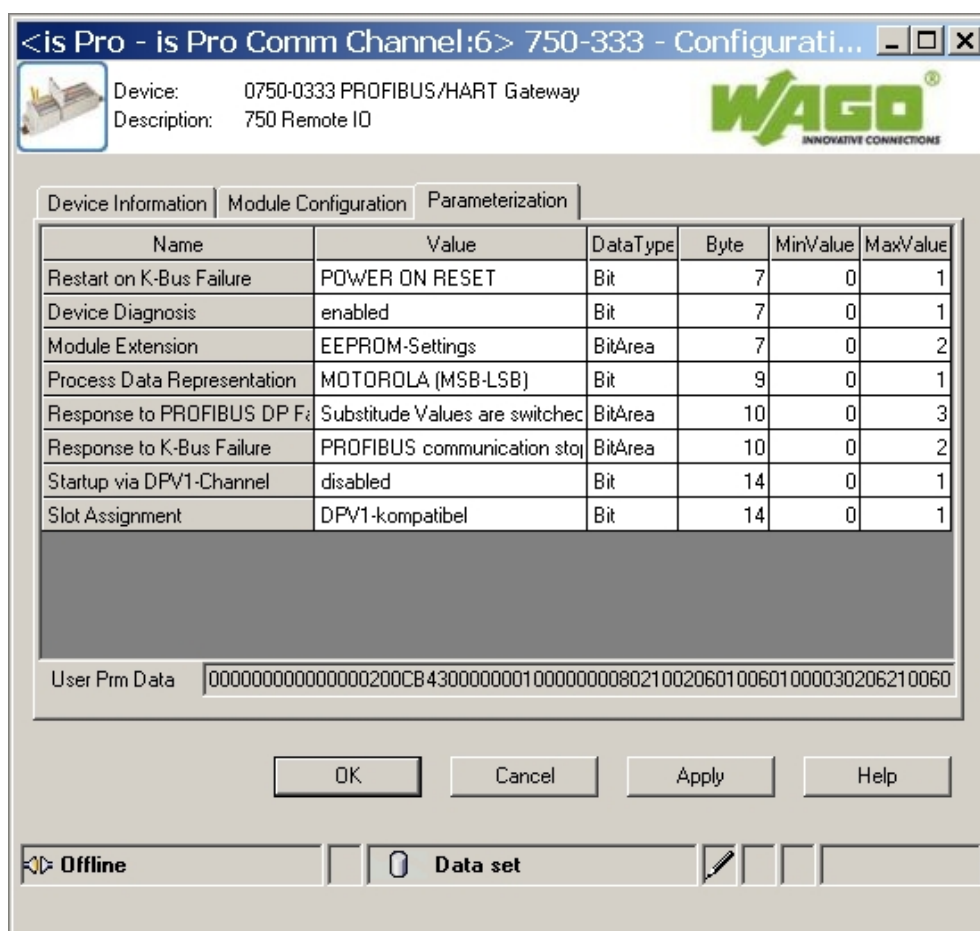 <is Pro - is Pro Comm Channel:6> 750-333 - Configurati...
Device: 0750-0333 PROFIBUS/HART Gateway
Description: 750 Remote IO
WAGO ®
INNOVATIVE CONNECTIONS
Device Information Module Configuration Parameterization
Name Value DataType Byte MinValue MaxValue
Restart on K-Bus Failure POWER ON RESET Bit 7 0 1
Device Diagnosis enabled Bit 7 0 1
Module Extension EEPROM-Settings BitArea 7 0 2
Process Data Representation MOTOROLA (MSB-LSB) Bit 9 0 1
Response to PROFIBUS DP Fa Substitude Values are switched BitArea 10 0 3
Response to K-Bus Failure PROFIBUS communication stop BitArea 10 0 2
Startup via DPV1-Channel disabled Bit 14 0 1
Slot Assignment DPV1-kompatibel Bit 14 0 1
User Prm Data 000000000000000200CB4300000001000000008021002060100601000030206210060
OK Cancel Apply Help
Offline Data set